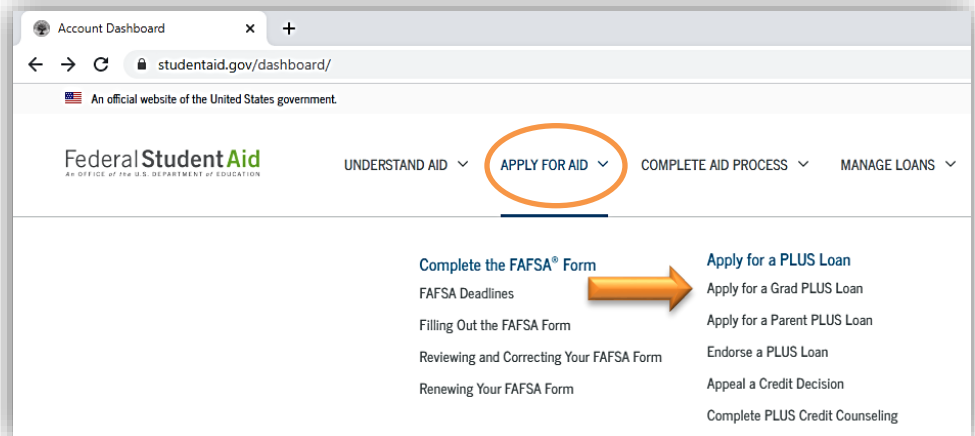 Account Dashboard
studentaid.gov/dashboard/
An official website of the United States government.
Federal Student Aid
An OFFICE of the U.S. DEPARTMENT of EDUCATION
UNDERSTAND AID APPLY FOR AID COMPLETE AID PROCESS MANAGE LOANS
Complete the FAFSA® Form
FAFSA Deadlines
Filling Out the FAFSA Form
Reviewing and Correcting Your FAFSA Form
Renewing Your FAFSA Form
Apply for a PLUS Loan
Apply for a Grad PLUS Loan
Apply for a Parent PLUS Loan
Endorse a PLUS Loan
Appeal a Credit Decision
Complete PLUS Credit Counseling